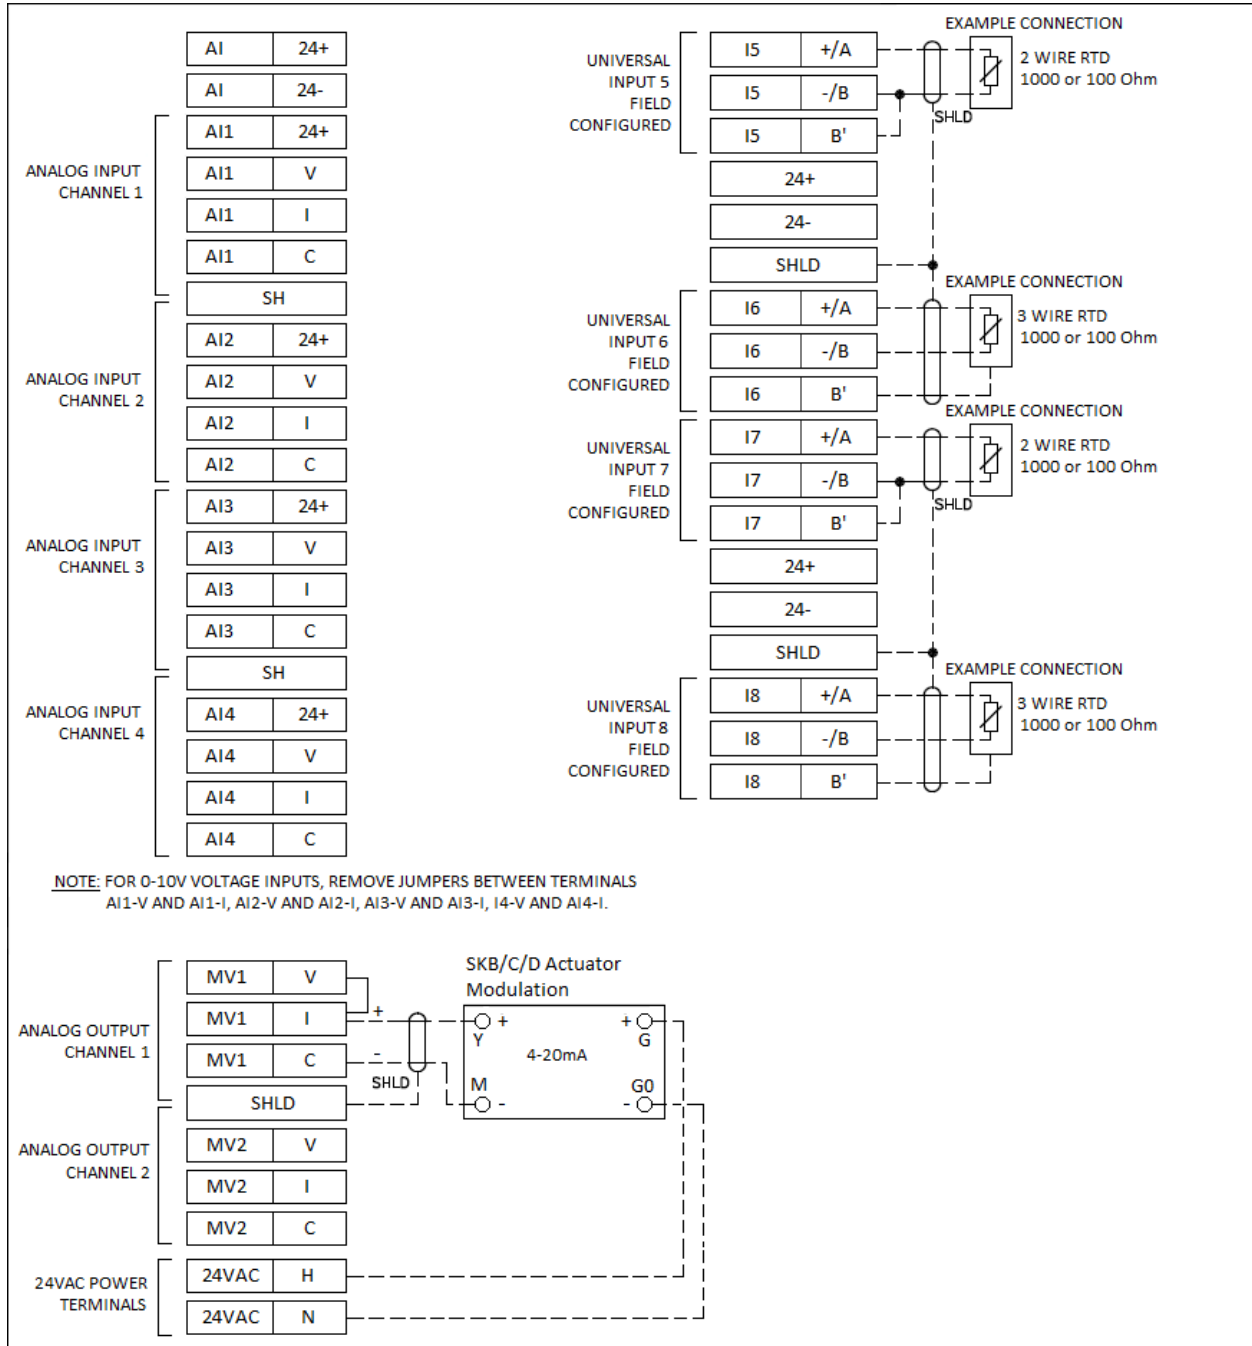 AI 24+
AI 24-
ANALOG INPUT
CHANNEL 1
AI1 24+
AI1 V
AI1 I
AI1 C
SH
ANALOG INPUT
CHANNEL 2
AI2 24+
AI2 V
AI2 I
AI2 C
ANALOG INPUT
CHANNEL 3
AI3 24+
AI3 V
AI3 I
AI3 C
SH
ANALOG INPUT
CHANNEL 4
AI4 24+
AI4 V
AI4 I
AI4 C
UNIVERSAL
INPUT 5
FIELD
CONFIGURED
I5 +/A
I5 -/B
I5 B'
EXAMPLE CONNECTION
2 WIRE RTD
1000 or 100 Ohm
SHLD
24+
24-
SHLD
UNIVERSAL
INPUT 6
FIELD
CONFIGURED
I6 +/A
I6 -/B
I6 B'
EXAMPLE CONNECTION
3 WIRE RTD
1000 or 100 Ohm
UNIVERSAL
INPUT 7
FIELD
CONFIGURED
I7 +/A
I7 -/B
I7 B'
EXAMPLE CONNECTION
2 WIRE RTD
1000 or 100 Ohm
SHLD
24+
24-
SHLD
UNIVERSAL
INPUT 8
FIELD
CONFIGURED
I8 +/A
I8 -/B
I8 B'
EXAMPLE CONNECTION
3 WIRE RTD
1000 or 100 Ohm
NOTE: FOR 0-10V VOLTAGE INPUTS, REMOVE JUMPERS BETWEEN TERMINALS
AI1-V AND AI1-I, AI2-V AND AI2-I, AI3-V AND AI3-I, I4-V AND AI4-I.
ANALOG OUTPUT
CHANNEL 1
MV1 V
MV1 I
MV1 C
SHLD
+
-
SHLD
SKB/C/D Actuator
Modulation
+ +
Y G
4-20mA
M G0
- -
ANALOG OUTPUT
CHANNEL 2
MV2 V
MV2 I
MV2 C
24VAC POWER
TERMINALS
24VAC H
24VAC N